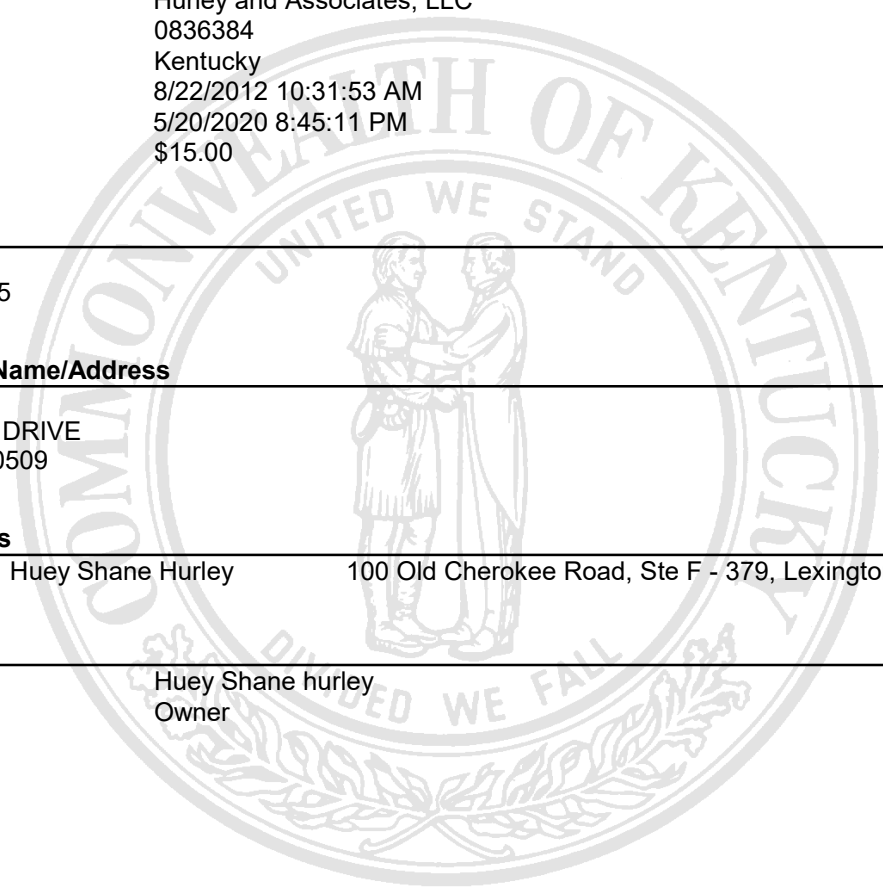 Hurley and Associates, LLC
0836384
Kentucky
8/22/2012 10:31:53 AM
5/20/2020 8:45:11 PM
$15.00
5
Name/Address
DRIVE
0509
s
Huey Shane Hurley 100 Old Cherokee Road, Ste F - 379, Lexingto
Huey Shane hurley
Owner
COMMONWEALTH OF KENTUCKY
UNITED WE STAND
DIVIDED WE FALL